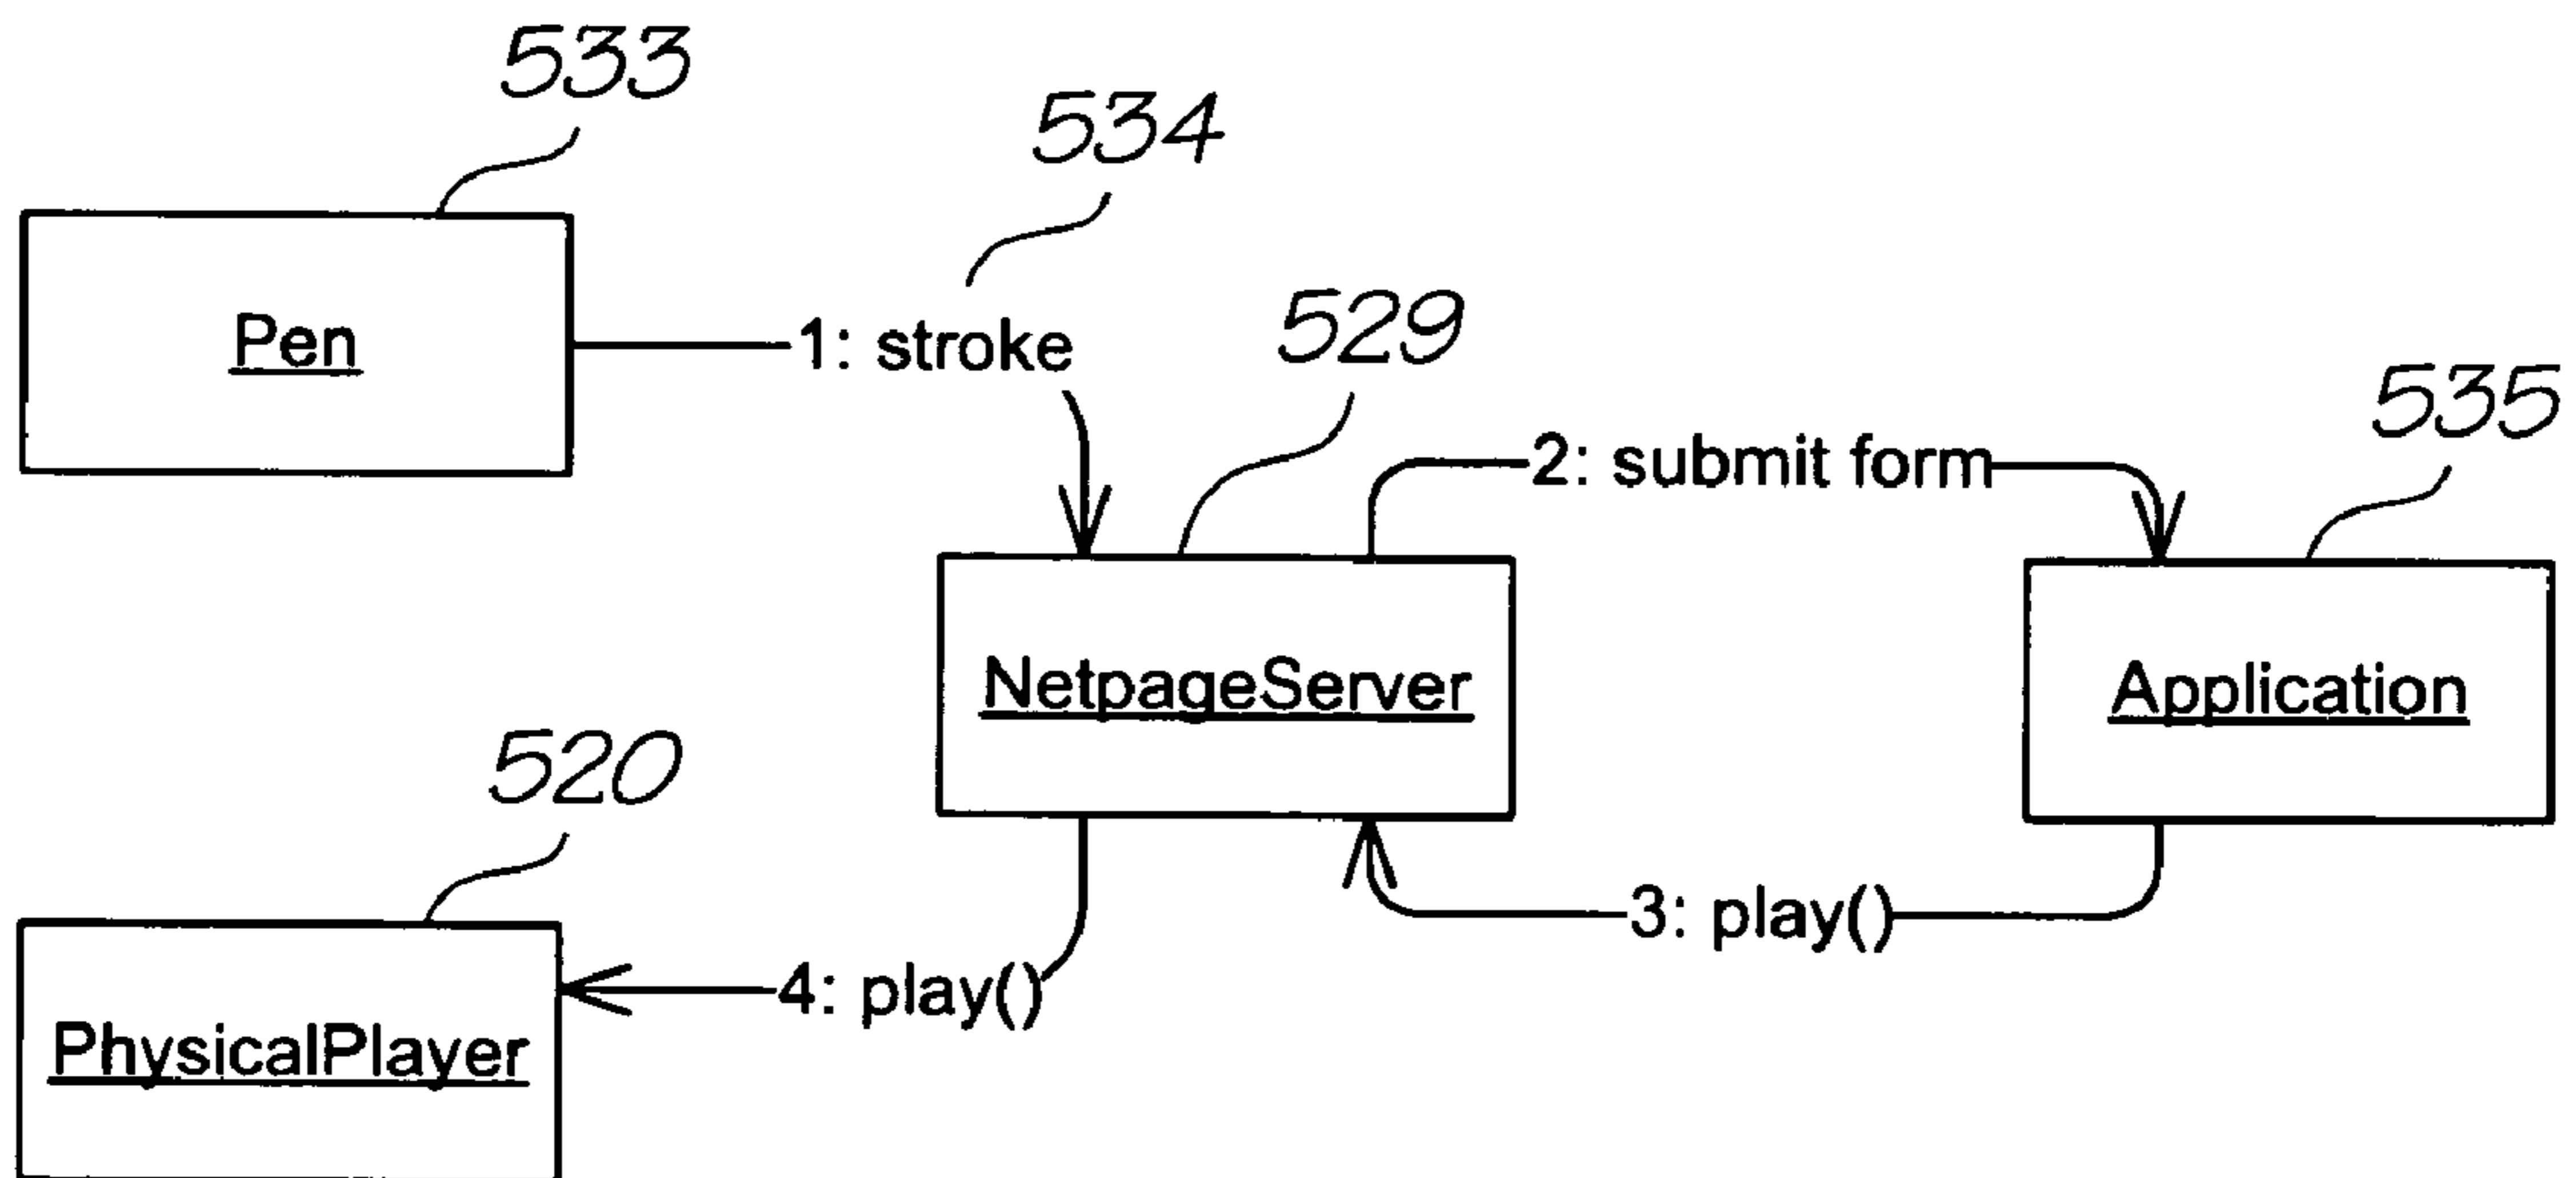 533
534
Pen
1: stroke
529
535
2: submit form
NetpageServer
Application
520
3: play()
4: play()
PhysicalPlayer